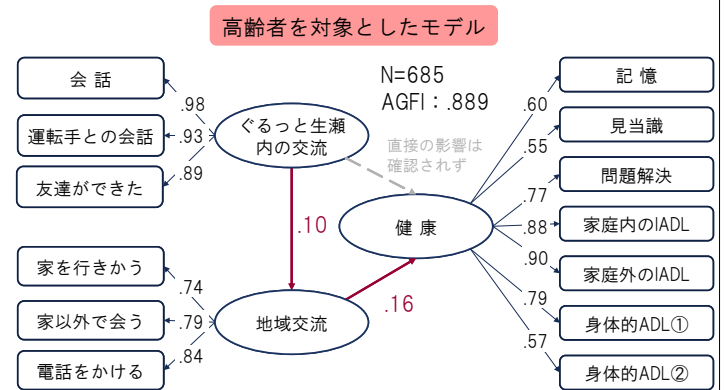 高齢者を対象としたモデル
N=685
AGFI：.889
会 話
運転手との会話
友達ができた
.98
.93
.89
ぐるっと生瀬
内の交流
直接の影響は
確認されず
.10
健 康
.16
家を行きかう
家以外で会う
電話をかける
.74
.79
.84
地域交流
.60
.55
.77
.88
.90
.79
.57
記 憶
見当識
問題解決
家庭内のIADL
家庭外のIADL
身体的ADL①
身体的ADL②